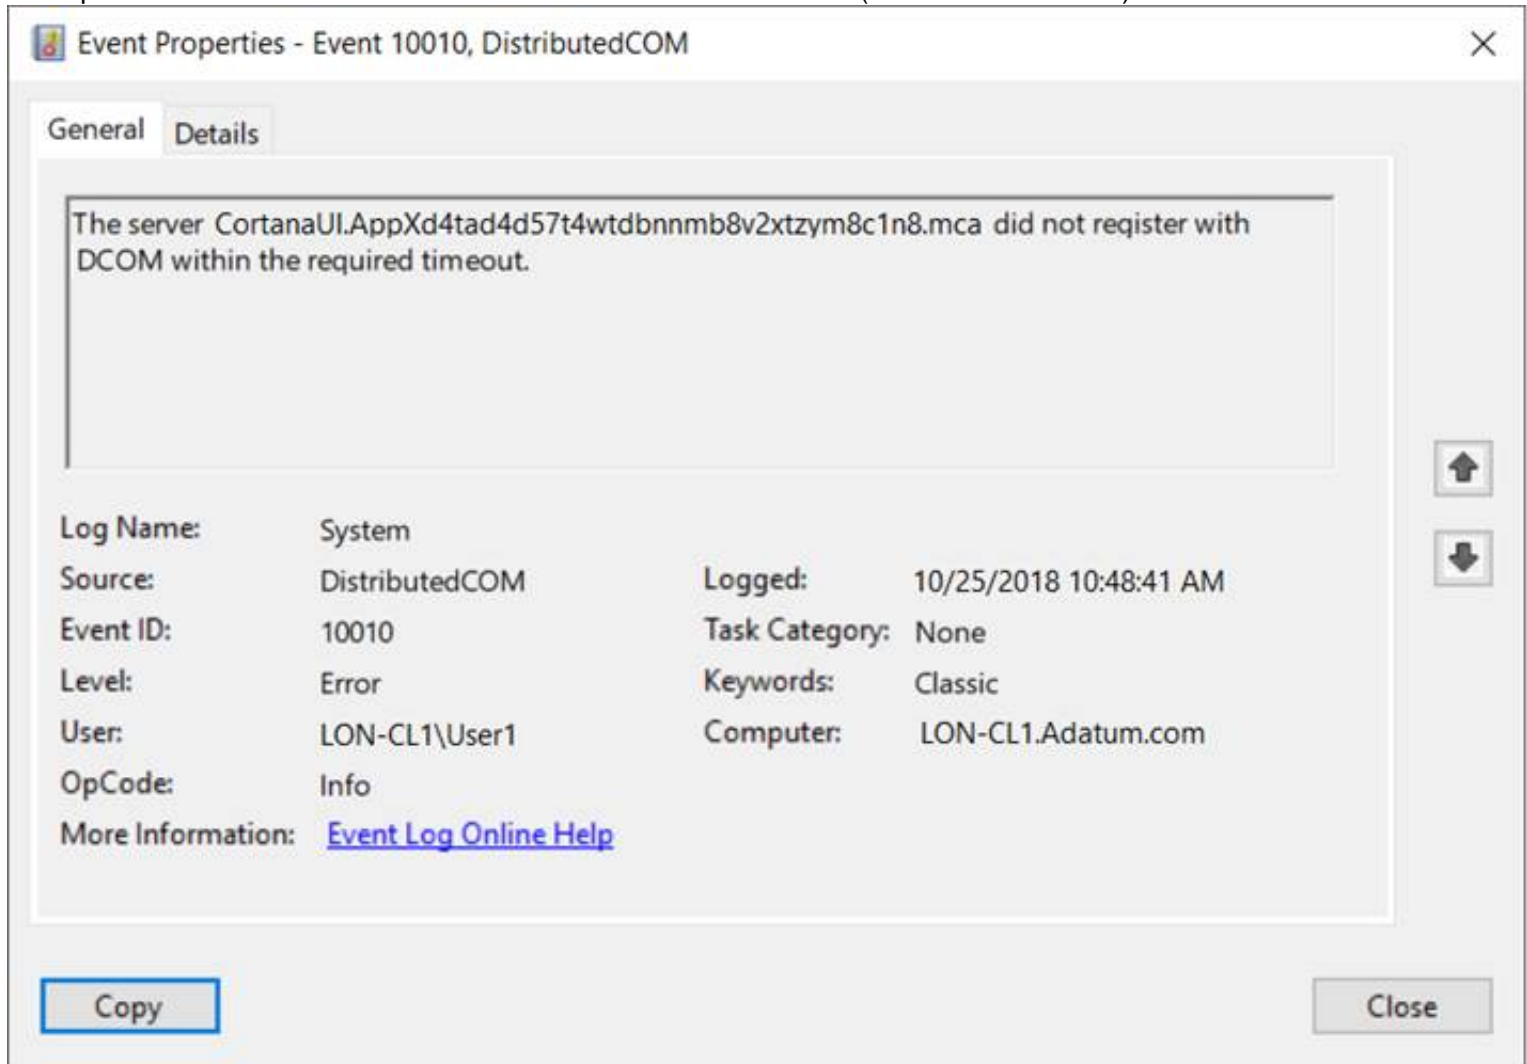 Event Properties - Event 10010, DistributedCOM
General Details
The server CortanaUI.AppXd4tad4d57t4wtdbnnmb8v2xtzym8c1n8.mca did not register with
DCOM within the required timeout.
Log Name: System
Source: DistributedCOM Logged: 10/25/2018 10:48:41 AM
Event ID: 10010 Task Category: None
Level: Error Keywords: Classic
User: LON-CL1\User1 Computer: LON-CL1.Adatum.com
OpCode: Info
More Information: Event Log Online Help
Copy Close